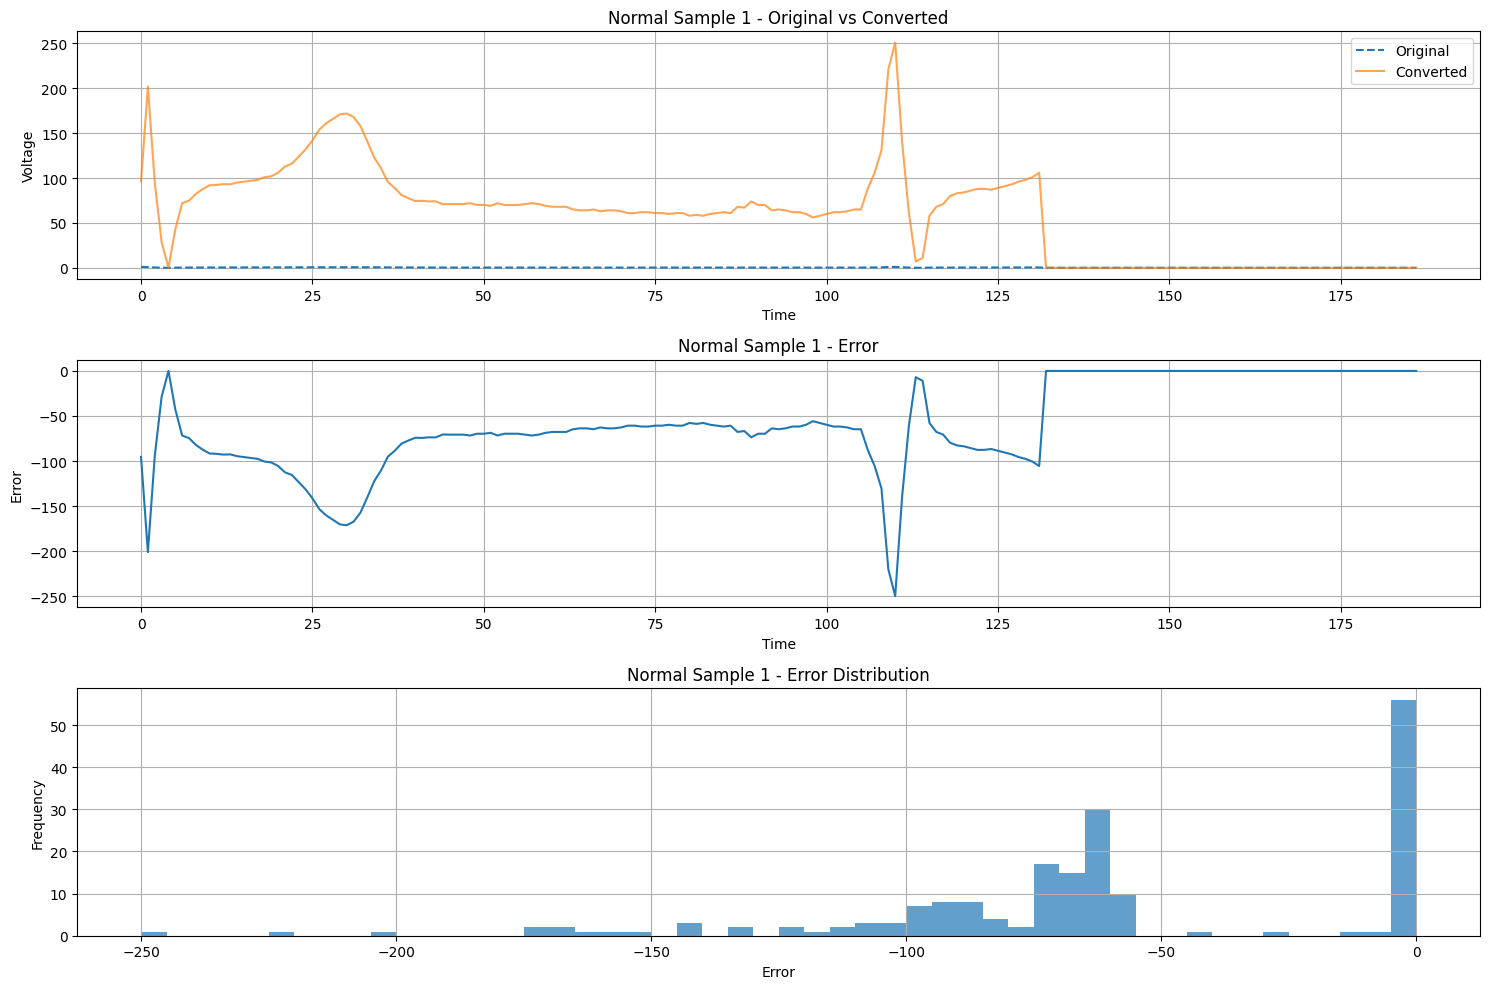 Normal Sample 1 - Original vs Converted
250
200
150
100
50
0
Voltage
Original
Converted
0 25 50 75 100 125 150 175
Time
Normal Sample 1 - Error
0
−50
−100
−150
−200
−250
Error
0 25 50 75 100 125 150 175
Time
Normal Sample 1 - Error Distribution
50
40
30
20
10
0
Frequency
−250 −200 −150 −100 −50 0
Error